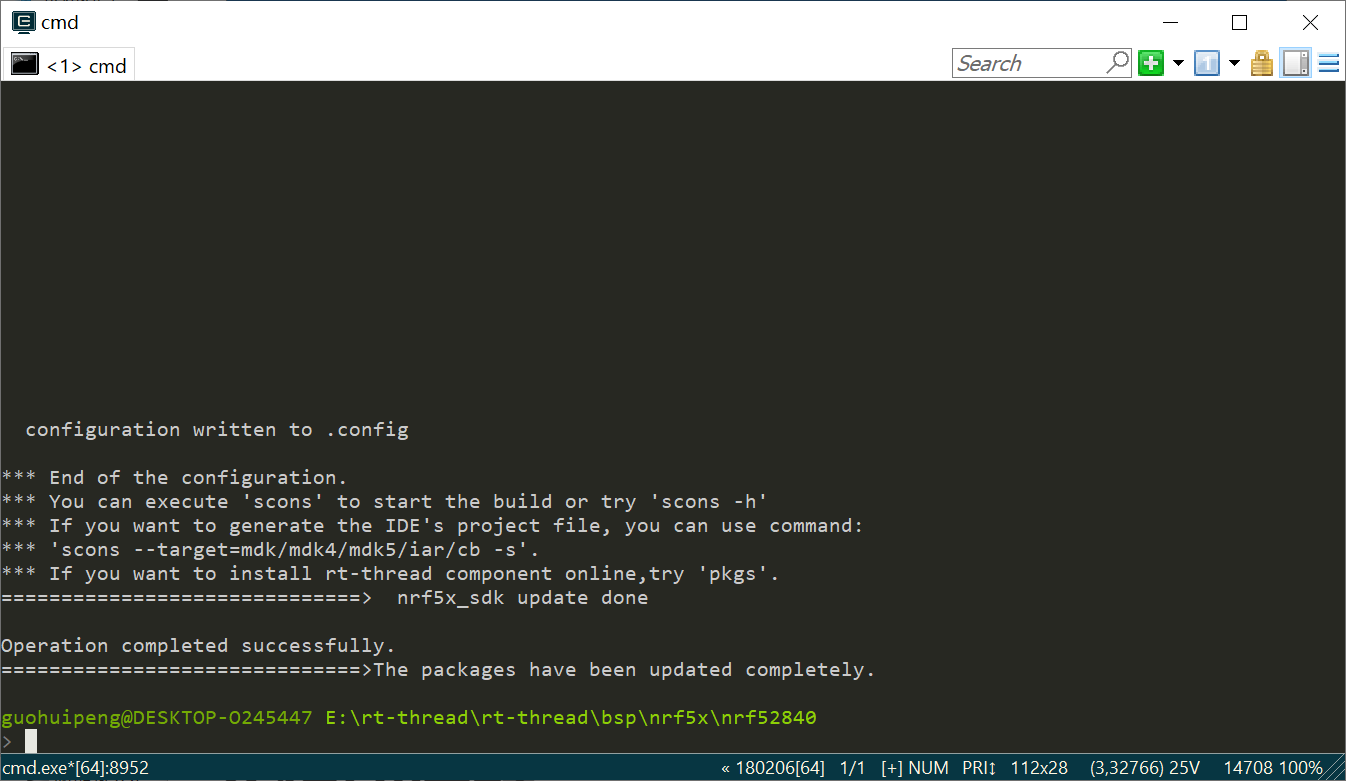 cmd
<1> cmd
Search
configuration written to .config
*** End of the configuration.
*** You can execute 'scons' to start the build or try 'scons -h'
*** If you want to generate the IDE's project file, you can use command:
*** 'scons --target=mdk/mdk4/mdk5/iar/cb -s'.
*** If you want to install rt-thread component online,try 'pkgs'.
==============================>  nrf5x_sdk update done
Operation completed successfully.
==============================>The packages have been updated completely.
guohuipeng@DESKTOP-O245447 E:\rt-thread\rt-thread\bsp\nrf5x\nrf52840
>
cmd.exe*[64]:8952 « 180206[64] 1/1 [+] NUM PRI↕ 112x28 (3,32766) 25V 14708 100%